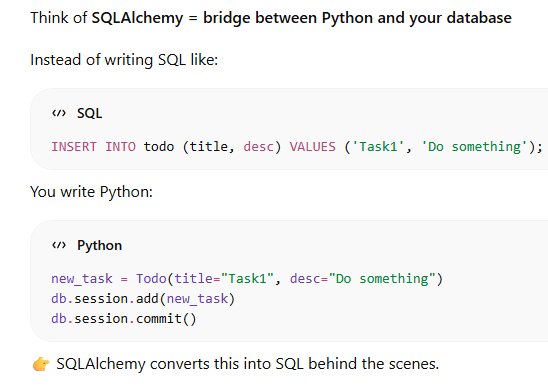 Think of SQLAlchemy = bridge between Python and your database
Instead of writing SQL like:
</> SQL
INSERT INTO todo (title, desc) VALUES ('Task1', 'Do something');
You write Python:
</> Python
new_task = Todo(title="Task1", desc="Do something")
db.session.add(new_task)
db.session.commit()
👉 SQLAlchemy converts this into SQL behind the scenes.